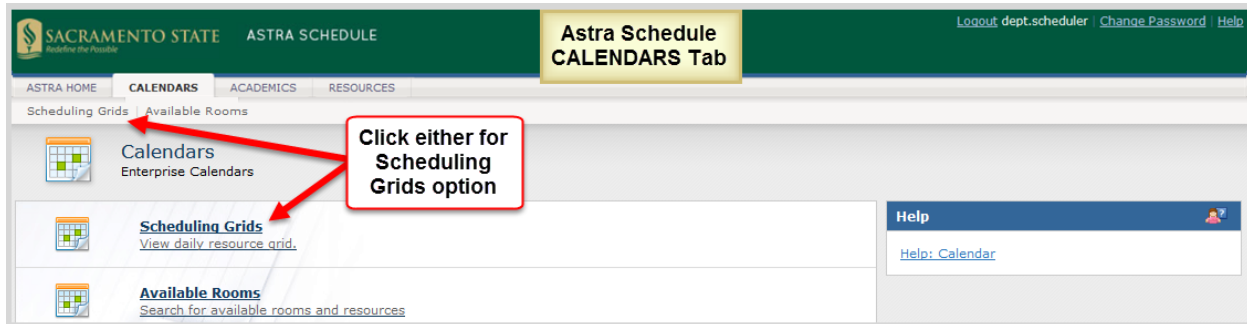 SACRAMENTO STATE
Redefine the Possible
ASTRA SCHEDULE
Astra Schedule
CALENDARS Tab
Logout dept.scheduler | Change Password | Help
ASTRA HOME CALENDARS ACADEMICS RESOURCES
Scheduling Grids | Available Rooms
Click either for
Scheduling
Grids option
Calendars
Enterprise Calendars
Scheduling Grids
View daily resource grid.
Available Rooms
Search for available rooms and resources
Help
Help: Calendar